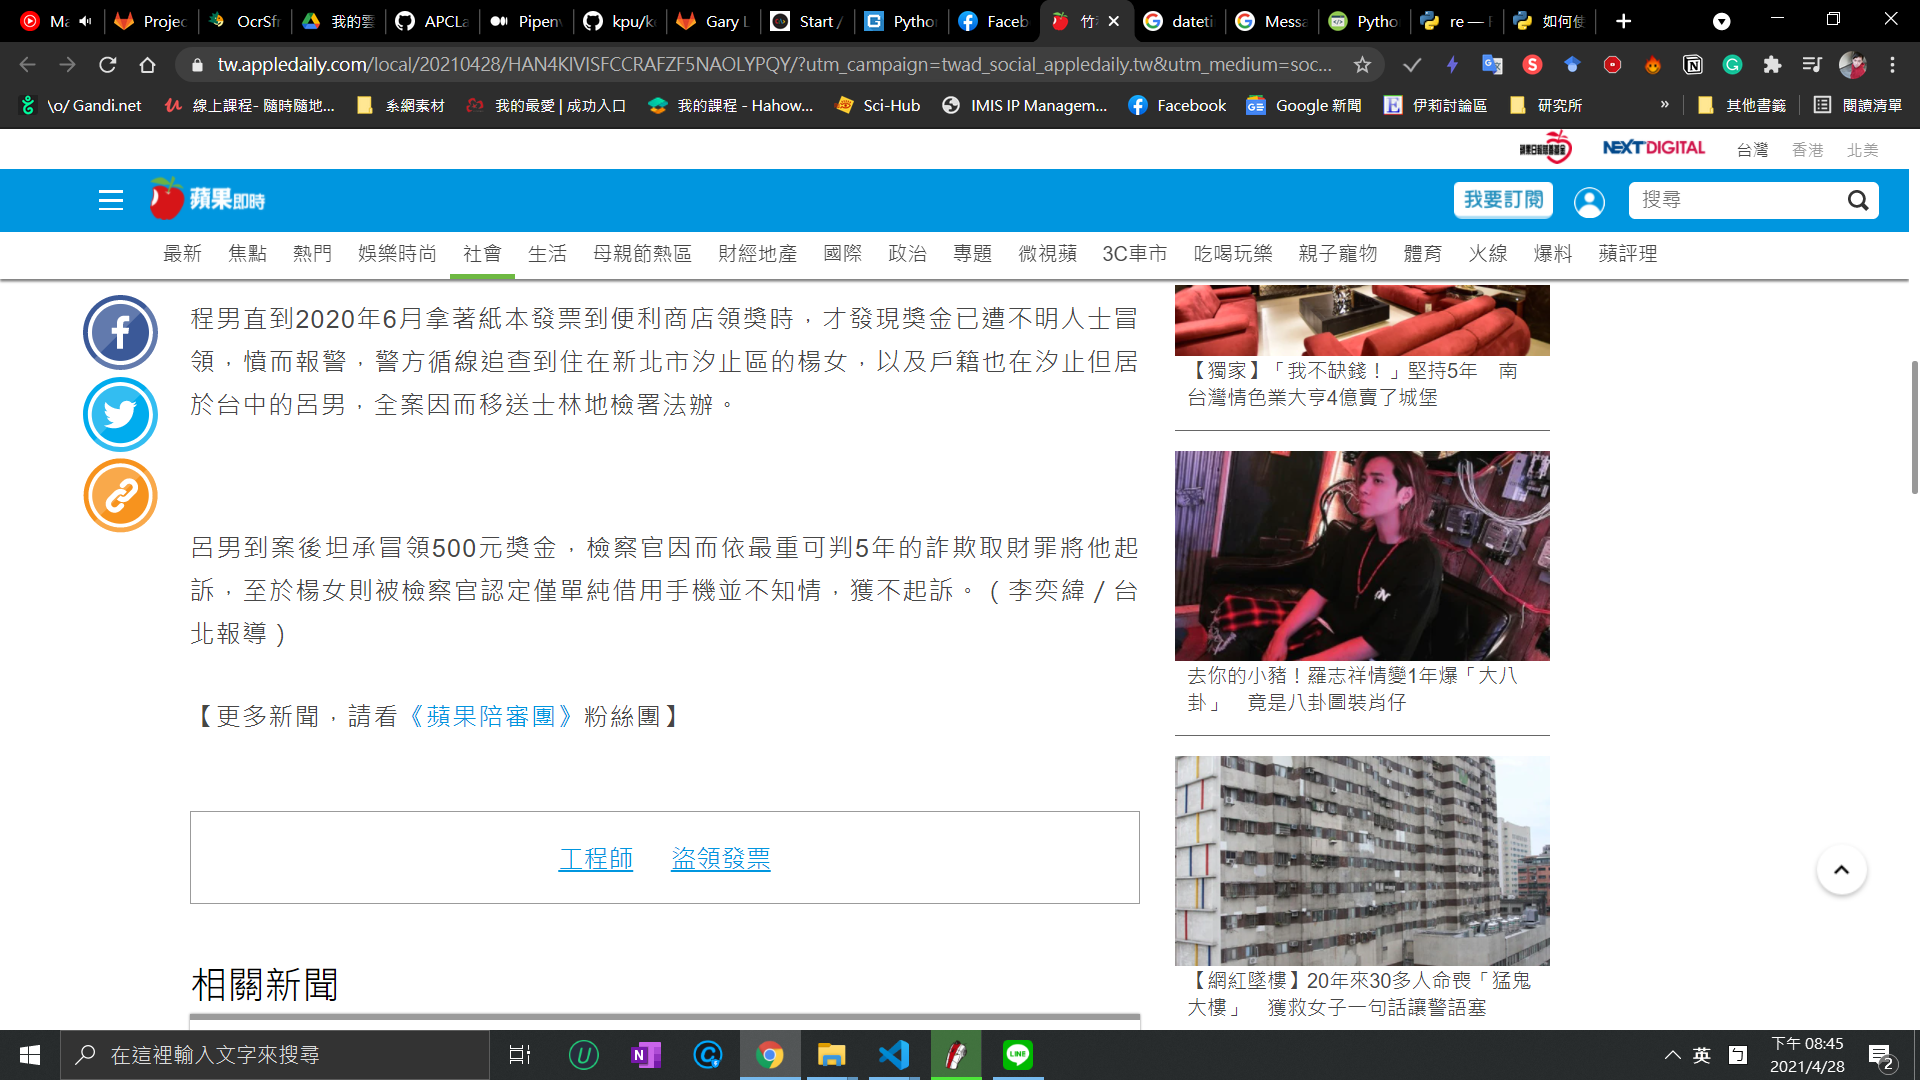 Ma
Projec
OcrSfr
我的雲
APCLa
Pipenv
kpu/k
Gary L
Start /
Pytho
Faceb
竹
dateti
Messa
Pytho
re — F
如何使
tw.appledaily.com/local/20210428/HAN4KIVISFCCRAFZF5NAOLYPQY/?utm_campaign=twad_social_appledaily.tw&utm_medium=soc...
\o/ Gandi.net
線上課程- 隨時隨地...
系網素材
我的最愛 | 成功入口
我的課程 - Hahow...
Sci-Hub
IMIS IP Managem...
Facebook
Google 新聞
伊莉討論區
研究所
»
其他書籤
閱讀清單
NEXT DIGITAL
台灣 香港 北美
蘋果即時
我要訂閱
搜尋
最新 焦點 熱門 娛樂時尚 社會 生活 母親節熱區 財經地產 國際 政治 專題 微視蘋 3C車市 吃喝玩樂 親子寵物 體育 火線 爆料 蘋評理
程男直到2020年6月拿著紙本發票到便利商店領獎時，才發現獎金已遭不明人士冒
領，憤而報警，警方循線追查到住在新北市汐止區的楊女，以及戶籍也在汐止但居
於台中的呂男，全案因而移送士林地檢署法辦。
呂男到案後坦承冒領500元獎金，檢察官因而依最重可判5年的詐欺取財罪將他起
訴，至於楊女則被檢察官認定僅單純借用手機並不知情，獲不起訴。（李奕緯／台
北報導）
【更多新聞，請看《蘋果陪審團》粉絲團】
工程師 盜領發票
相關新聞
【獨家】「我不缺錢！」堅持5年　南
台灣情色業大亨4億賣了城堡
去你的小豬！羅志祥情變1年爆「大八
卦」　竟是八卦圖裝肖仔
【網紅墜樓】20年來30多人命喪「猛鬼
大樓」　獲救女子一句話讓警語塞
在這裡輸入文字來搜尋
英
下午 08:45
2021/4/28
2